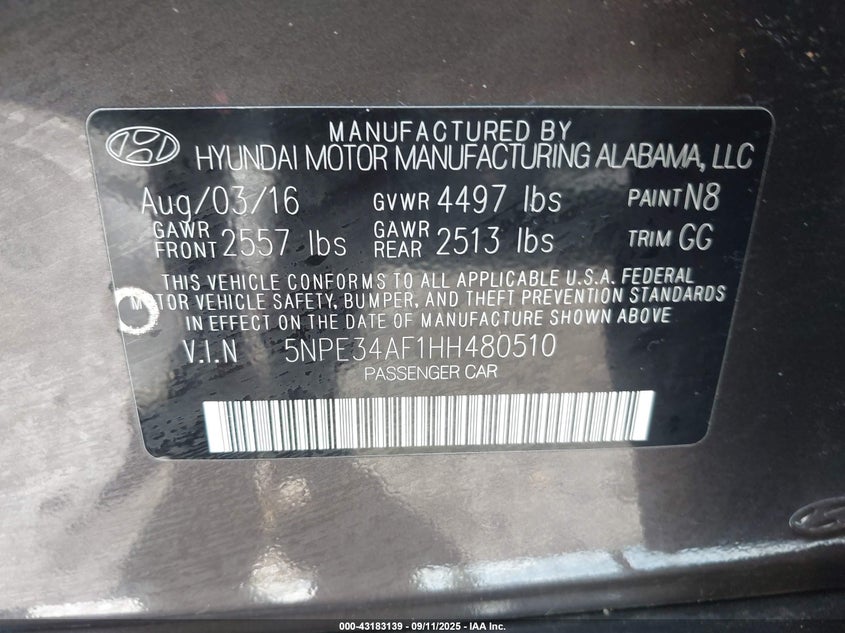 MANUFACTURED BY
HYUNDAI MOTOR MANUFACTURING ALABAMA, LLC
Aug/03/16 GVWR 4497 lbs PAINT N8
GAWR FRONT 2557 lbs GAWR REAR 2513 lbs TRIM GG
THIS VEHICLE CONFORMS TO ALL APPLICABLE U.S.A. FEDERAL
MOTOR VEHICLE SAFETY, BUMPER, AND THEFT PREVENTION STANDARDS
IN EFFECT ON THE DATE OF MANUFACTURE SHOWN ABOVE
V.I.N 5NPE34AF1HH480510
PASSENGER CAR
000-43183139 - 09/11/2025 - IAA Inc.